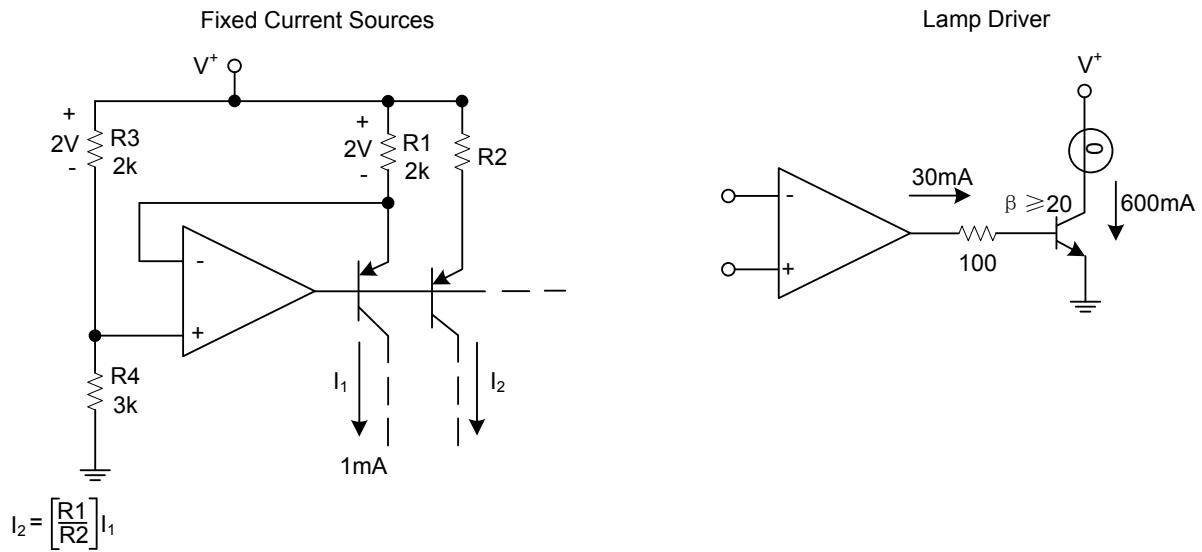 Fixed Current Sources
V+
+
2V
-
R3
2k
+
2V
-
R1
2k
R2
-
+
R4
3k
I1
I2
1mA
I2 = [R1/R2] I1
Lamp Driver
V+
30mA
β ≥20
600mA
-
+
100